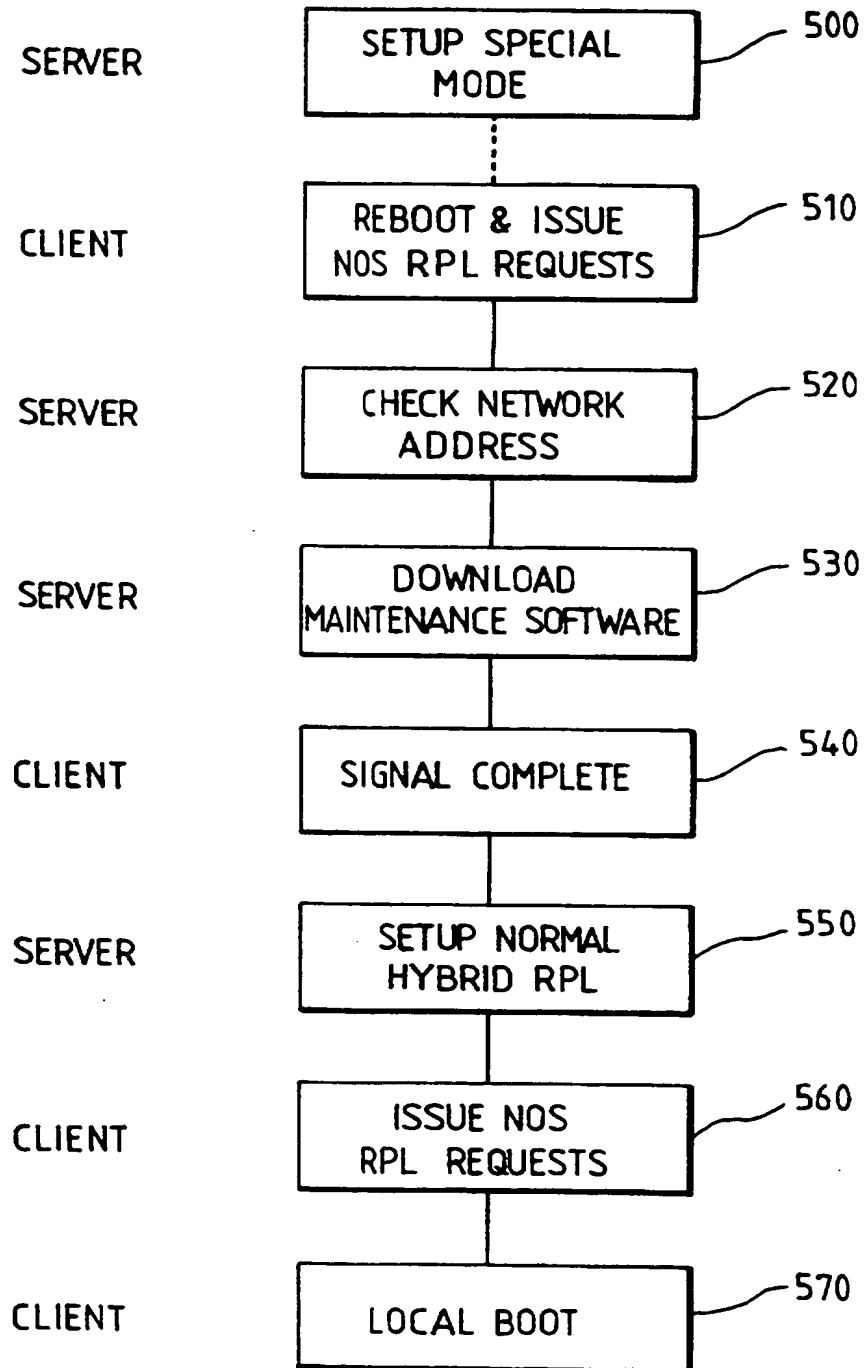 SERVER
SETUP SPECIAL
MODE
500
CLIENT
REBOOT & ISSUE
NOS RPL REQUESTS
510
SERVER
CHECK NETWORK
ADDRESS
520
SERVER
DOWNLOAD
MAINTENANCE SOFTWARE
530
CLIENT
SIGNAL COMPLETE
540
SERVER
SETUP NORMAL
HYBRID RPL
550
CLIENT
ISSUE NOS
RPL REQUESTS
560
CLIENT
LOCAL BOOT
570